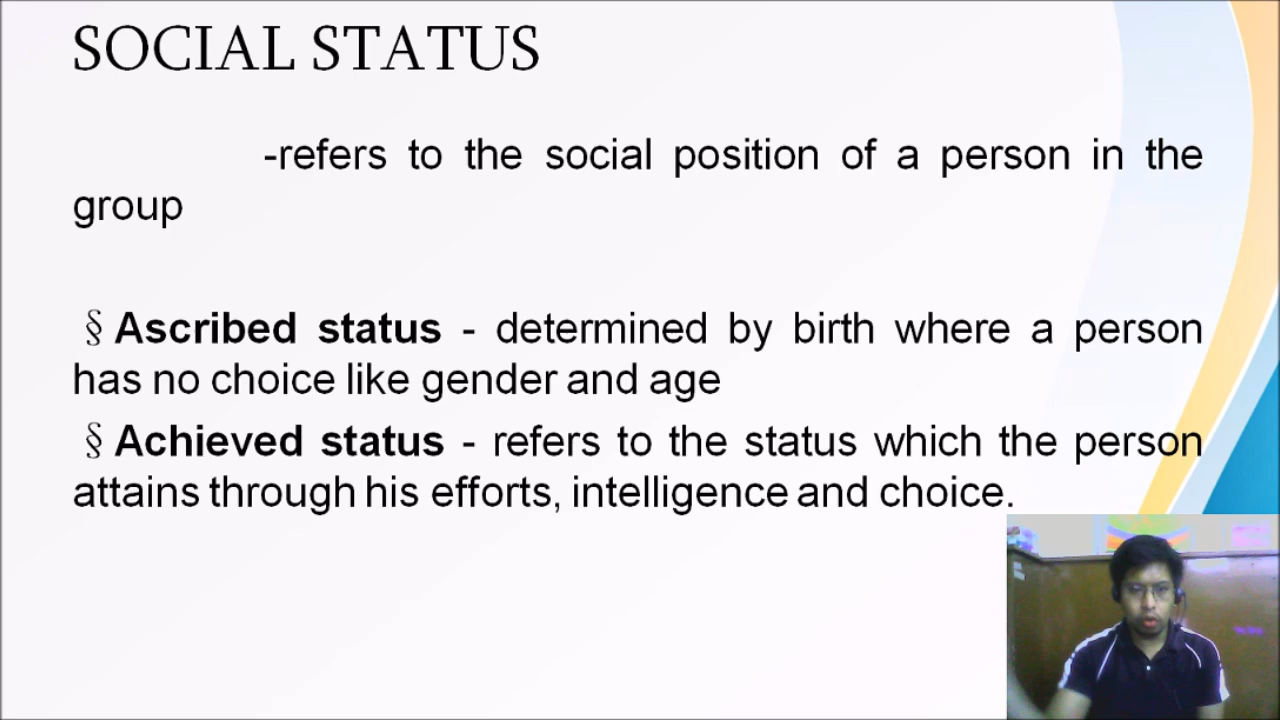 SOCIAL STATUS
-refers to the social position of a person in the
group
§ Ascribed status - determined by birth where a person
has no choice like gender and age
§ Achieved status - refers to the status which the person
attains through his efforts, intelligence and choice.